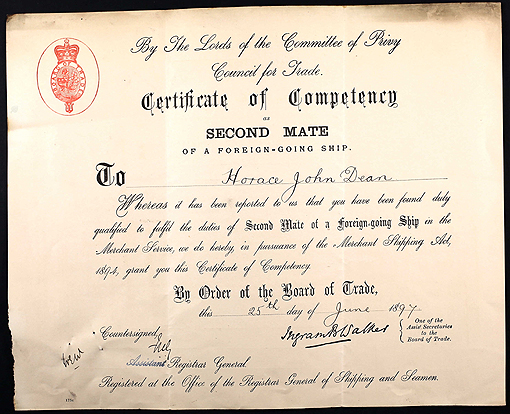 By The Lords of the Committee of Privy
Council for Trade.
Certificate of Competency
as
SECOND MATE
OF A FOREIGN-GOING SHIP.
To Horace John Dean
Whereas it has been reported to us that you have been found duly
qualified to fulfil the duties of Second Mate of a Foreign-going Ship in the
Merchant Service, we do hereby, in pursuance of the Merchant Shipping Act,
1894, grant you this Certificate of Competency.
By Order of the Board of Trade,
this 25th day of June 1897.
Ingram B Walker
One of the
Assist Secretaries
to the
Board of Trade.
Countersigned,
Assistant Registrar General.
Registered at the Office of the Registrar General of Shipping and Seamen.